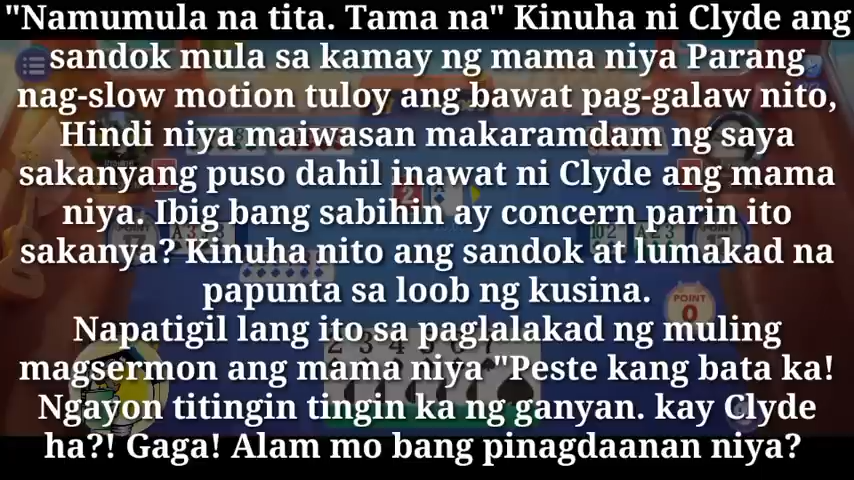 "Namumula na tita. Tama na" Kinuha ni Clyde ang
sandok mula sa kamay ng mama niya Parang
nag-slow motion tuloy ang bawat pag-galaw nito,
Hindi niya maiwasan makaramdam ng saya
sakanyang puso dahil inawat ni Clyde ang mama
niya. Ibig bang sabihin ay concern parin ito
sakanya? Kinuha nito ang sandok at lumakad na
papunta sa loob ng kusina.
POINT
0
Napatigil lang ito sa paglalakad ng muling
magsermon ang mama niya "Peste kang bata ka!
Ngayon titingin tingin ka ng ganyan. kay Clyde
ha?! Gaga! Alam mo bang pinagdaanan niya?